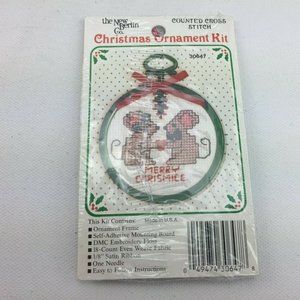 the New Berlin Co.
COUNTED CROSS STITCH
Christmas Ornament Kit
30647
MERRY
CHRISMICE
This Kit Contains:
Made in U.S.A.
• Ornament Frame
• Self-Adhesive Mounting Board
• DMC Embroidery Floss
• 18-Count Even Weave Fabric
• 1/8" Satin Ribbon
• One Needle
• Easy to Follow Instructions
0 49474 30647 8